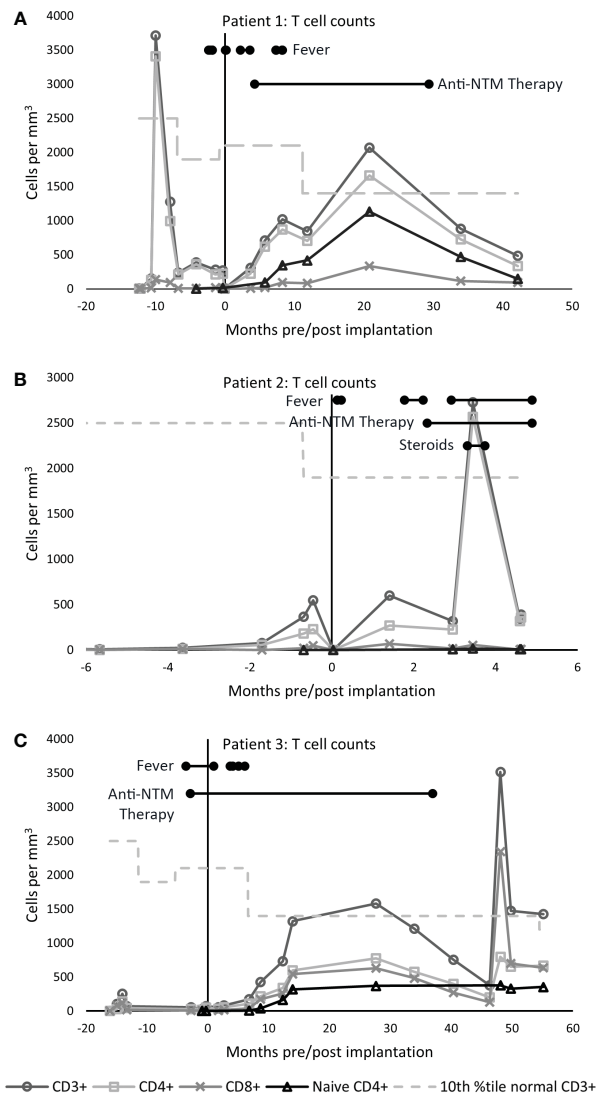 A
Patient 1: T cell counts
4000
3500
3000
2500
2000
1500
1000
500
0
Cells per mm³
Fever
Anti-NTM Therapy
-20 -10 0 10 20 30 40 50
Months pre/post implantation
B
Patient 2: T cell counts
3000
2500
2000
1500
1000
500
0
Cells per mm³
Fever
Anti-NTM Therapy
Steroids
-6 -4 -2 0 2 4 6
Months pre/post implantation
C
Patient 3: T cell counts
4000
3500
3000
2500
2000
1500
1000
500
0
Cells per mm³
Fever
Anti-NTM
Therapy
-20 -10 0 10 20 30 40 50 60
Months pre/post implantation
CD3+ CD4+ CD8+ Naive CD4+ 10th %tile normal CD3+